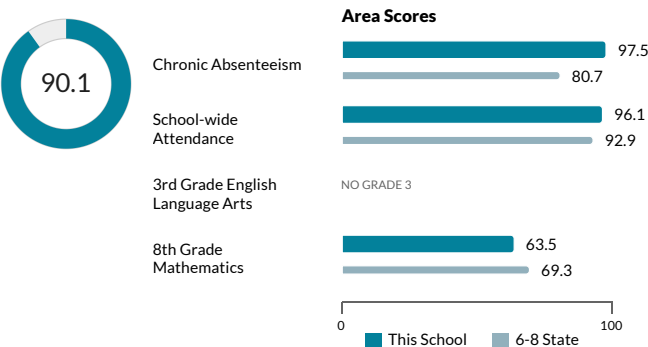 Area Scores
90.1
Chronic Absenteeism
97.5
80.7
School-wide
Attendance
96.1
92.9
3rd Grade English
Language Arts
NO GRADE 3
8th Grade
Mathematics
63.5
69.3
0
100
This School
6-8 State